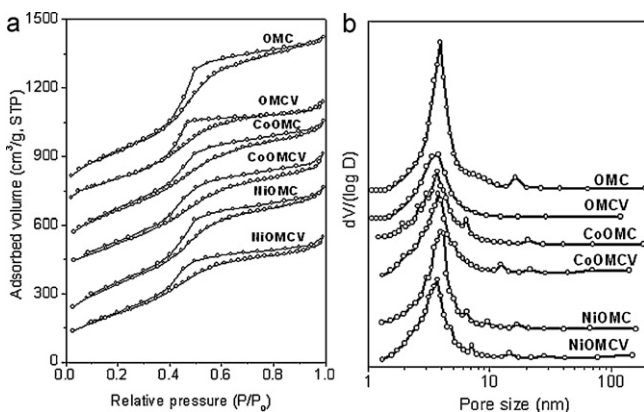 a
1500
1200
900
600
300
0
Adsorbed volume (cm³/g, STP)
OMC
OMCV
CoOMC
CoOMCV
NiOMC
NiOMCV
0.0 0.2 0.4 0.6 0.8 1.0
Relative pressure (P/P₀)
b
dV/(log D)
OMC
OMCV
CoOMC
CoOMCV
NiOMC
NiOMCV
1 10 100
Pore size (nm)